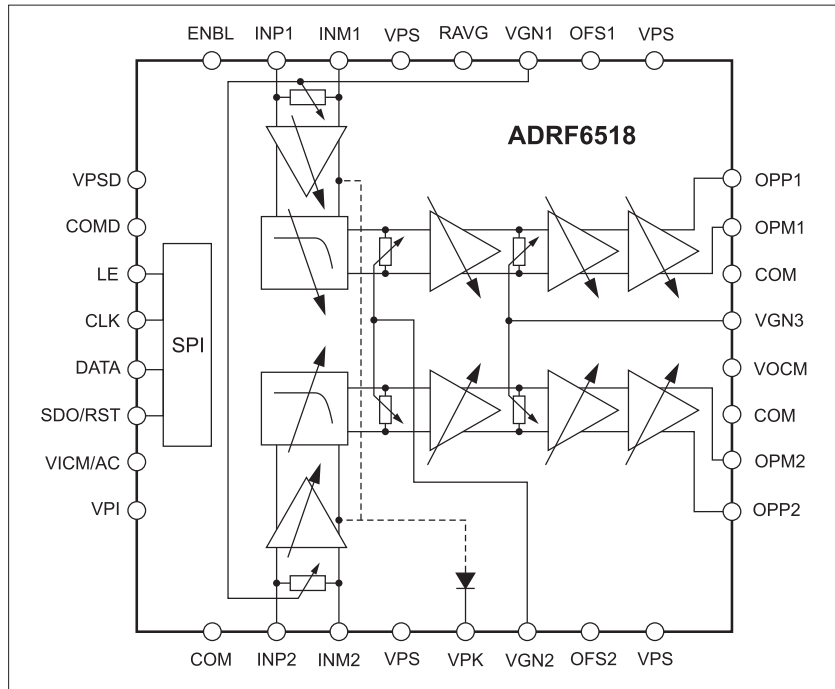 ENBL INP1 INM1 VPS RAVG VGN1 OFS1 VPS
ADRF6518
VPSD
COMD
LE
CLK
DATA
SDO/RST
VICM/AC
VPI
SPI
OPP1
OPM1
COM
VGN3
VOCM
COM
OPM2
OPP2
COM INP2 INM2 VPS VPK VGN2 OFS2 VPS